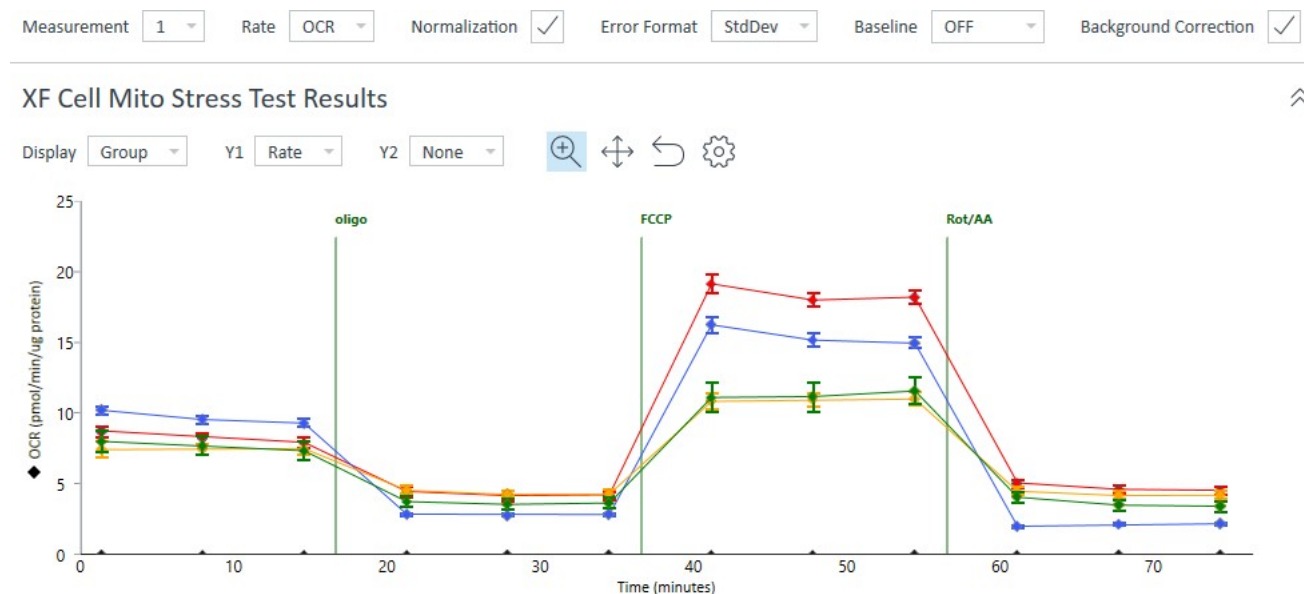 Measurement 1 Rate OCR Normalization Error Format StdDev Baseline OFF Background Correction
XF Cell Mito Stress Test Results
Display Group Y1 Rate Y2 None
25
20
15
10
5
0
OCR (pmol/min/ug protein)
oligo FCCP Rot/AA
0 10 20 30 40 50 60 70
Time (minutes)